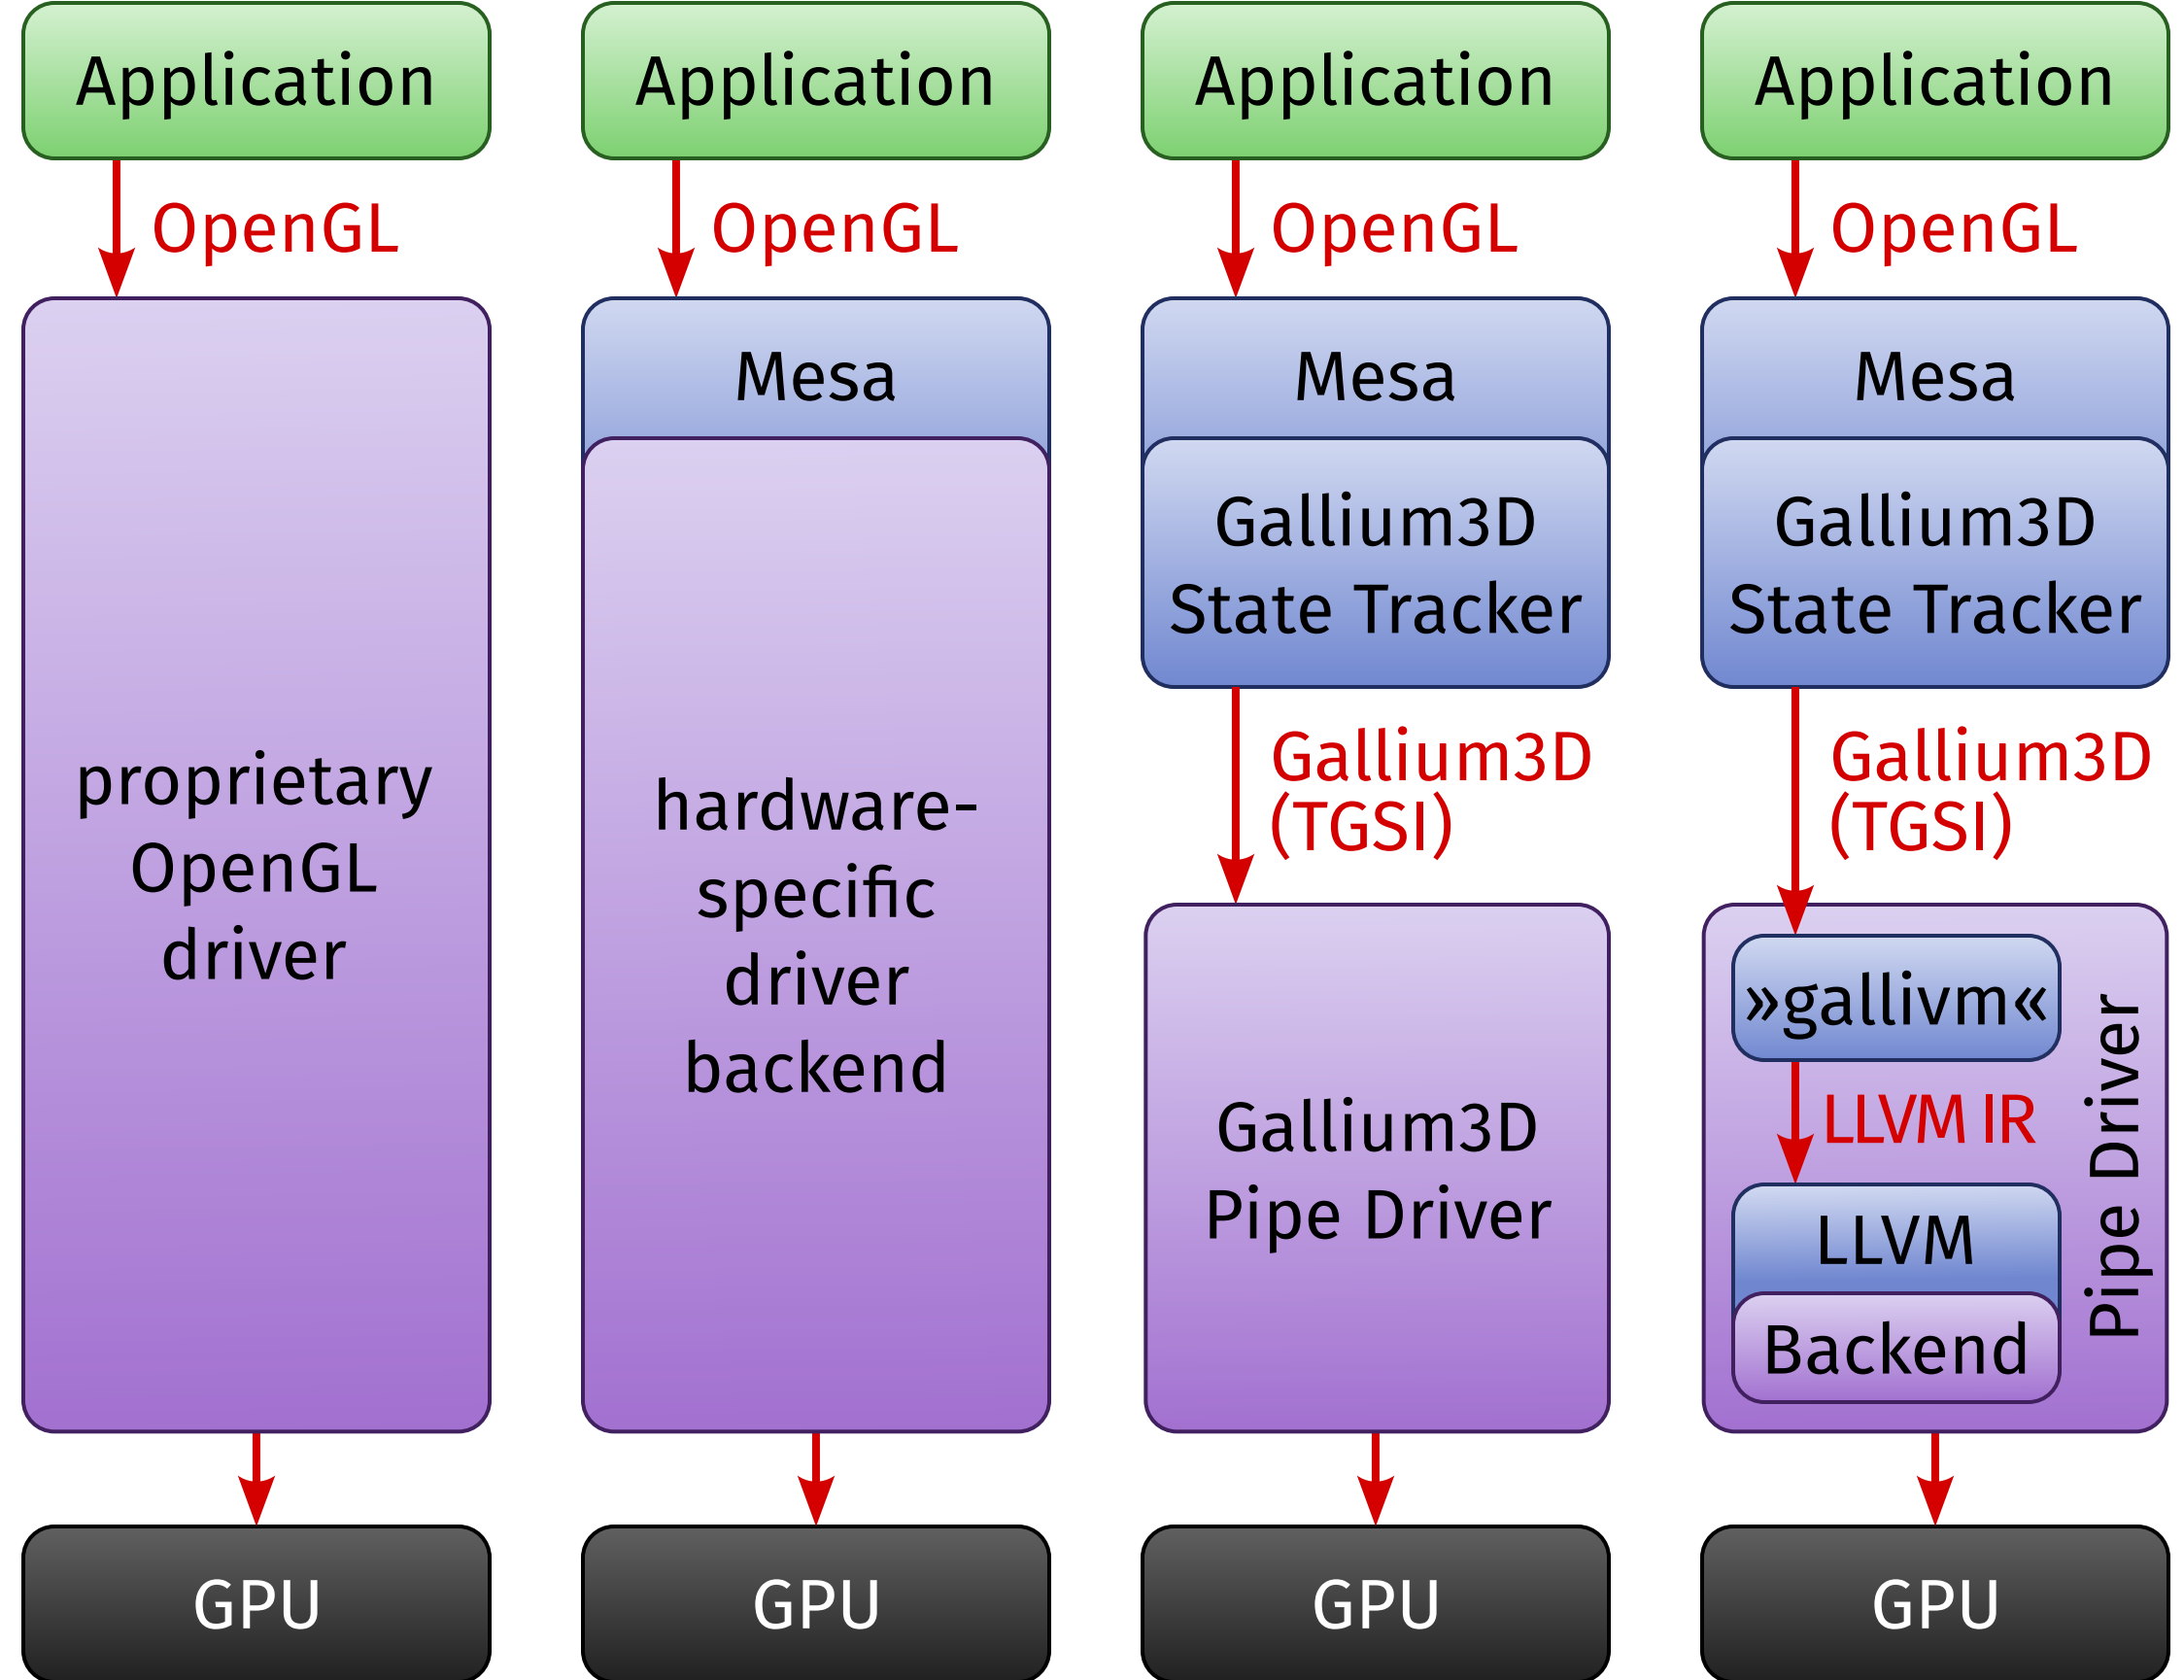 Application
OpenGL
proprietary
OpenGL
driver
GPU
Application
OpenGL
Mesa
hardware-
specific
driver
backend
GPU
Application
OpenGL
Mesa
Gallium3D
State Tracker
Gallium3D
(TGSI)
Gallium3D
Pipe Driver
GPU
Application
OpenGL
Mesa
Gallium3D
State Tracker
Gallium3D
(TGSI)
»gallivm«
LLVM IR
LLVM
Backend
Pipe Driver
GPU